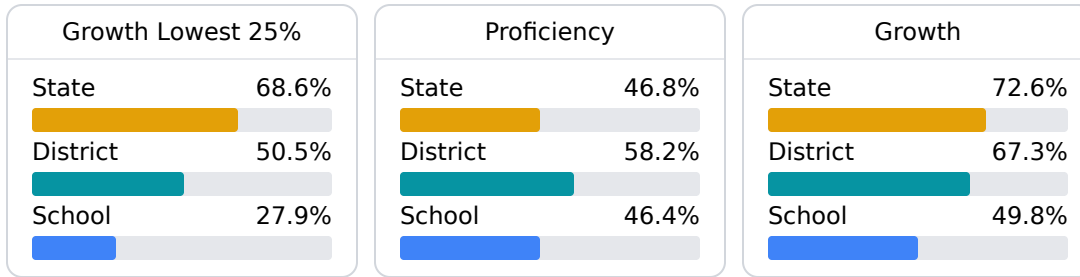 Growth Lowest 25%
State 68.6%
District 50.5%
School 27.9%
Proficiency
State 46.8%
District 58.2%
School 46.4%
Growth
State 72.6%
District 67.3%
School 49.8%